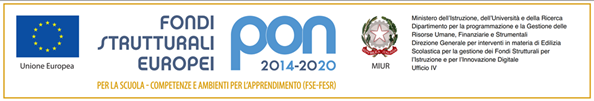 Unione Europea
FONDI
STRUTTURALI
EUROPEI
pon
2014-2020
PER LA SCUOLA - COMPETENZE E AMBIENTI PER L'APPRENDIMENTO (FSE-FESR)
MIUR
Ministero dell'Istruzione, dell'Università e della Ricerca
Dipartimento per la programmazione e la Gestione delle
Risorse Umane, Finanziarie e Strumentali
Direzione Generale per interventi in materia di Edilizia
Scolastica per la gestione dei Fondi Strutturali per
l'Istruzione e per l'Innovazione Digitale
Ufficio IV